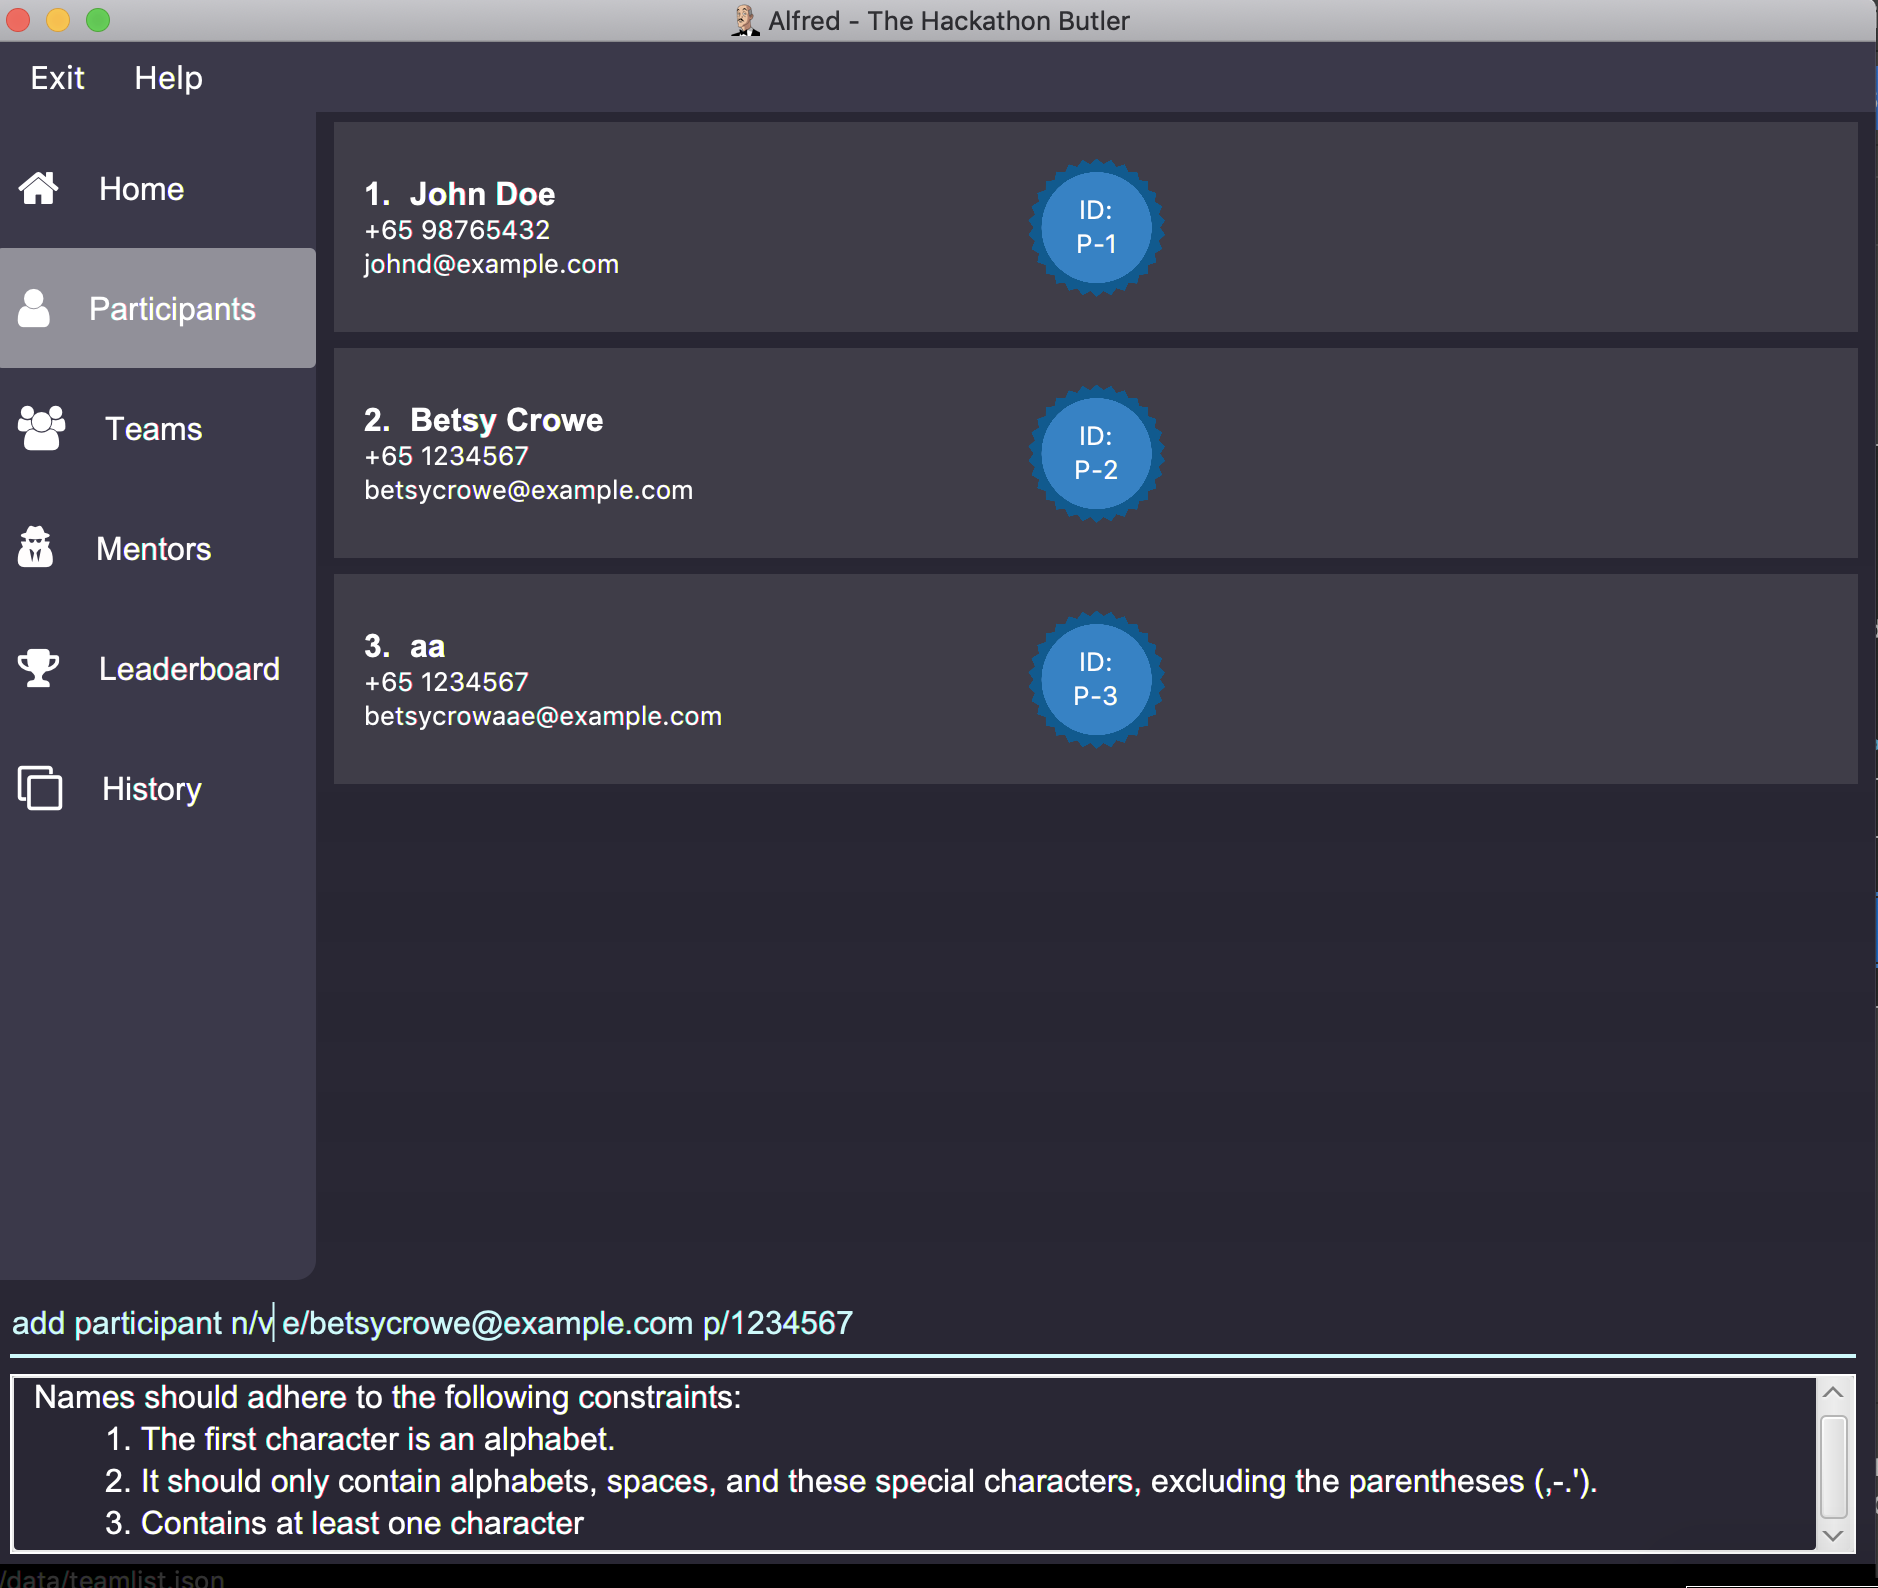 Alfred - The Hackathon Butler
Exit Help
Home
Participants
Teams
Mentors
Leaderboard
History
1. John Doe
+65 98765432
johnd@example.com
ID:
P-1
2. Betsy Crowe
+65 1234567
betsycrowe@example.com
ID:
P-2
3. aa
+65 1234567
betsycrowaae@example.com
ID:
P-3
add participant n/v e/betsycrowe@example.com p/1234567
Names should adhere to the following constraints:
1. The first character is an alphabet.
2. It should only contain alphabets, spaces, and these special characters, excluding the parentheses (,-.').
3. Contains at least one character
/data/teamlist.json